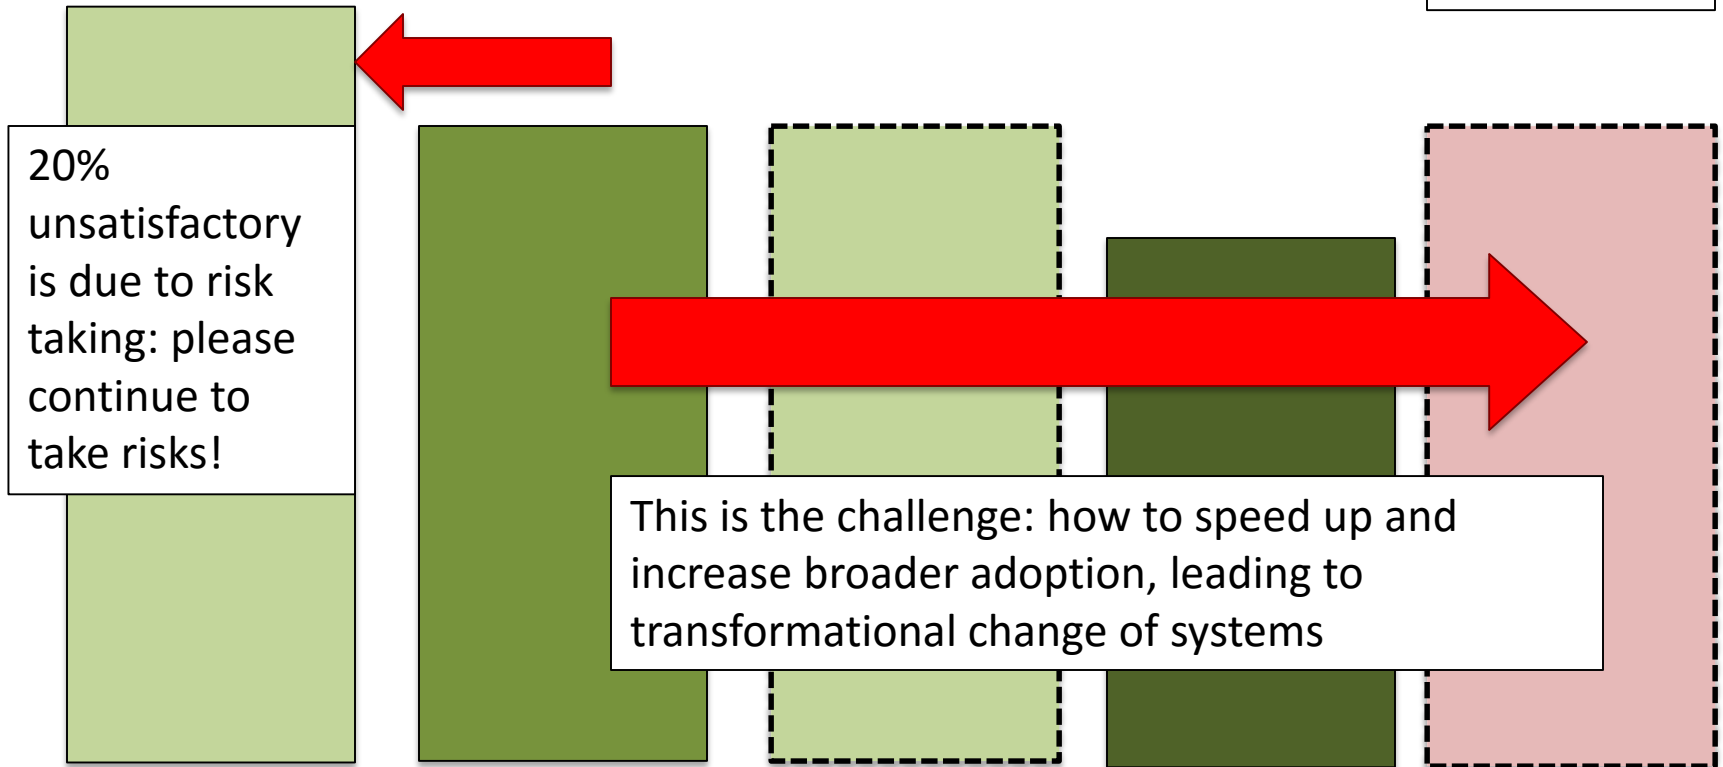 20%
unsatisfactory
is due to risk
taking: please
continue to
take risks!
This is the challenge: how to speed up and
increase broader adoption, leading to
transformational change of systems